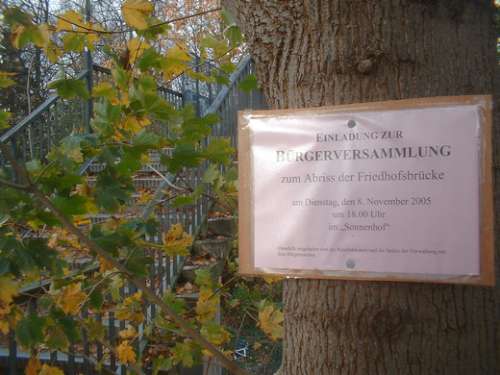 EINLADUNG ZUR
BÜRGERVERSAMMLUNG
zum Abriss der Friedhofsbrücke
am Dienstag, den 8. November 2005
um 18.00 Uhr
im „Sonnenhof“